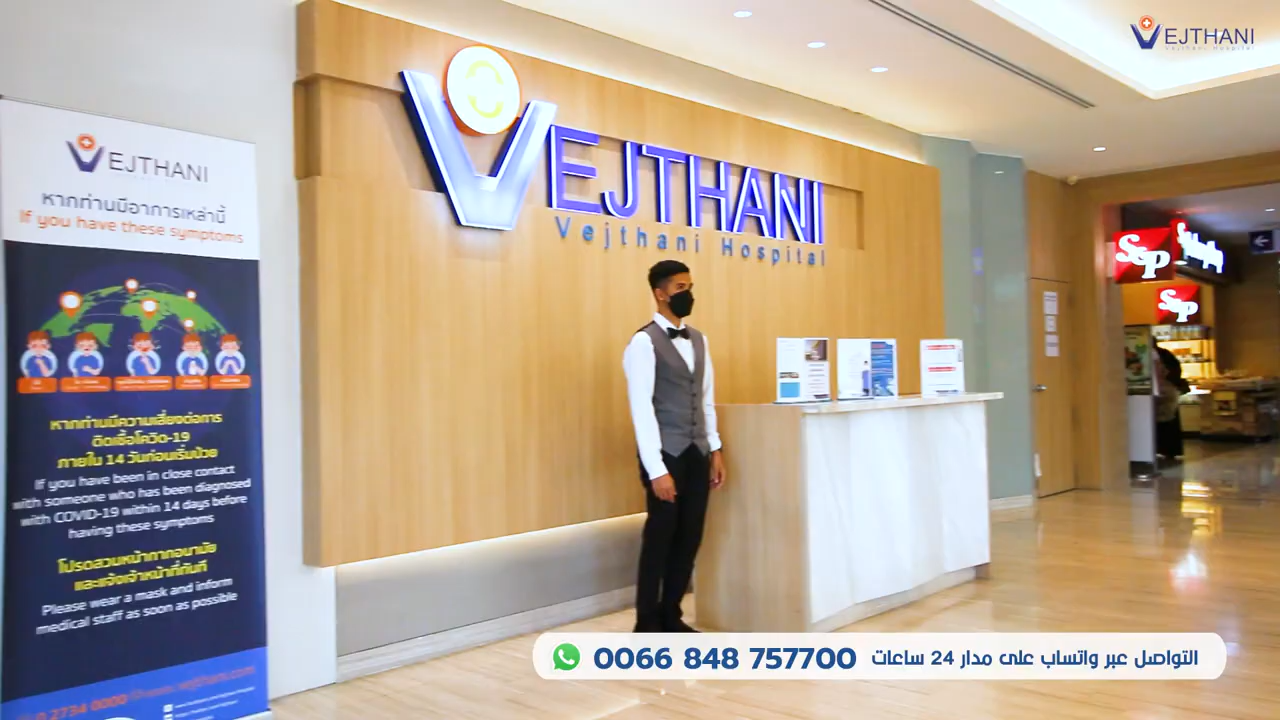 VEJTHANI
Vejthani Hospital
VEJTHANI
Vejthani Hospital
VEJTHANI
หากท่านมีอาการเหล่านี้
If you have these symptoms
หากท่านมีความเสี่ยงต่อการ
ติดเชื้อโควิด-19
ภายใน 14 วันก่อนเริ่มป่วย
If you have been in close contact
with someone who has been diagnosed
with COVID-19 within 14 days before
having these symptoms
โปรดสวมหน้ากากอนามัย
และแจ้งเจ้าหน้าที่ทันที
Please wear a mask and inform
medical staff as soon as possible
2734 0000
S&P
S&P
0066 848 757700 التواصل عبر واتساب على مدار 24 ساعات